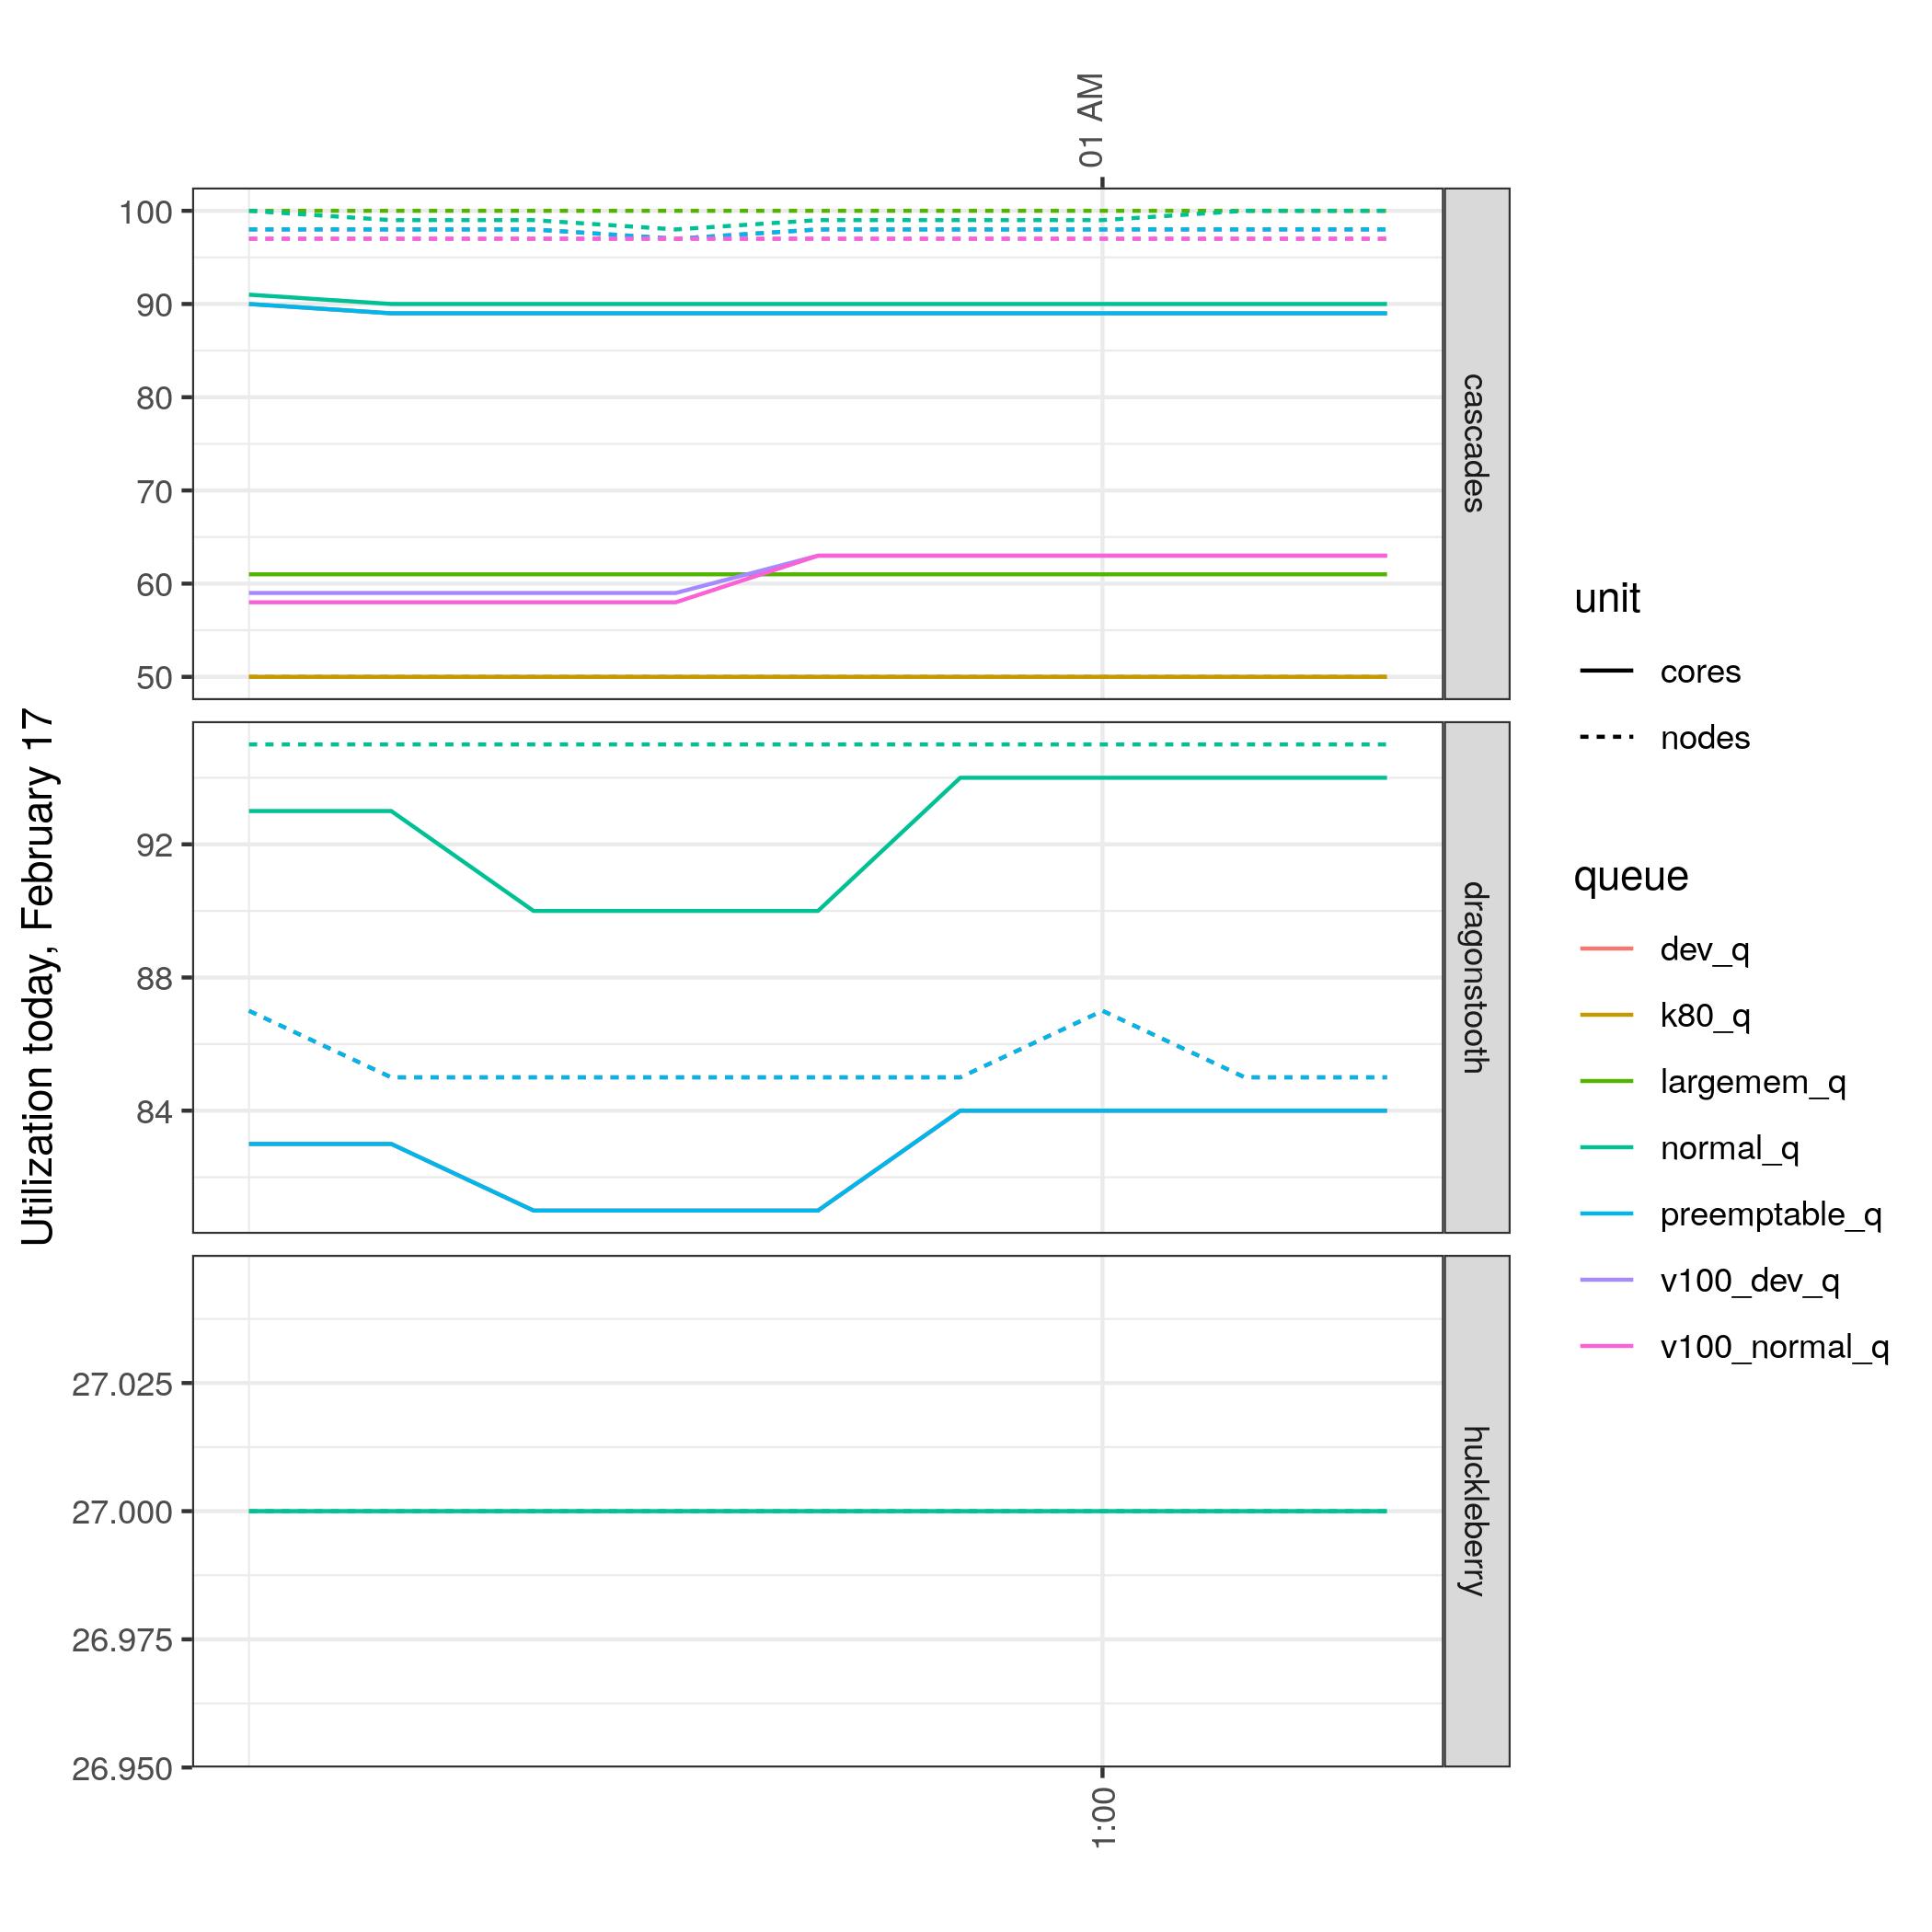 01 AM
100
90
80
70
60
50
cascades
92
88
84
dragonstooth
27.025
27.000
26.975
26.950
huckleberry
1:00
Utilization today, February 17
unit
cores
nodes
queue
dev_q
k80_q
largemem_q
normal_q
preemptable_q
v100_dev_q
v100_normal_q